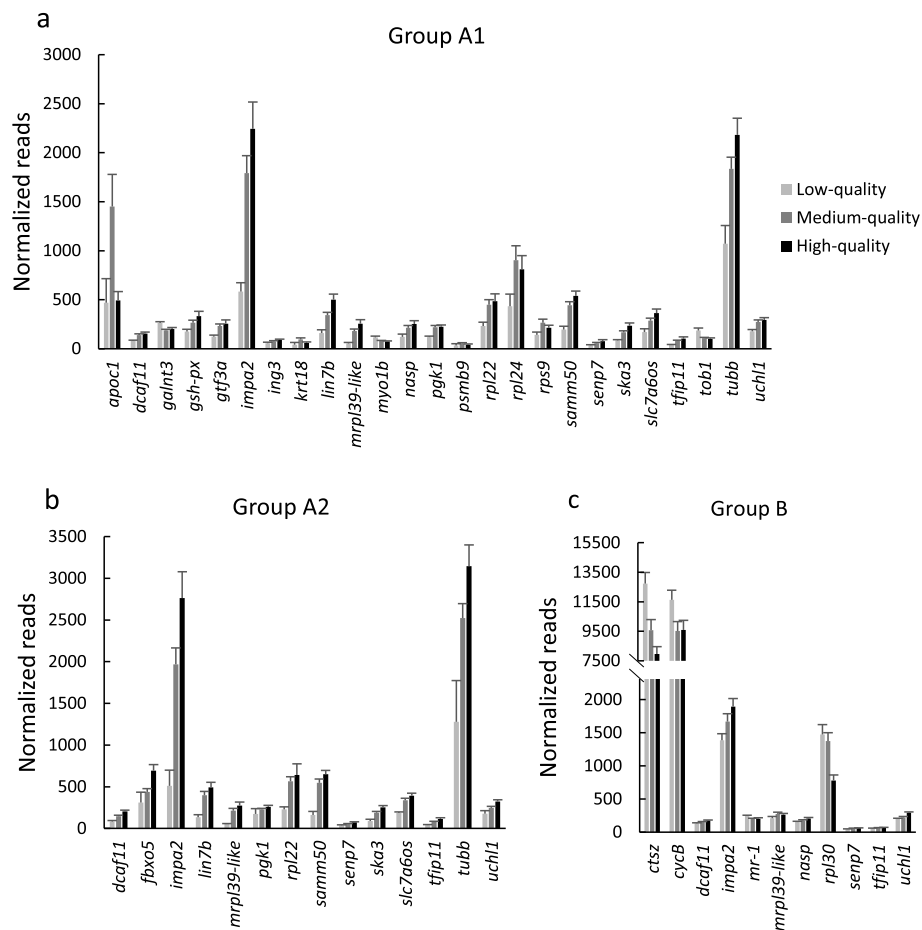 a
Group A1
Normalized reads
3000
2500
2000
1500
1000
500
0
apoc1
dcaf11
galnt3
gsh-px
gtf3a
impa2
ing3
krt18
lin7b
mrpl39-like
myo1b
nasp
pgk1
psmb9
rpl22
rpl24
rps9
samm50
senp7
ska3
slc7a6os
tfip11
tob1
tubb
uchl1
Low-quality
Medium-quality
High-quality
b
Group A2
Normalized reads
3500
3000
2500
2000
1500
1000
500
0
dcaf11
fbxo5
impa2
lin7b
mrpl39-like
pgk1
rpl22
samm50
senp7
ska3
slc7a6os
tfip11
tubb
uchl1
c
Group B
Normalized reads
15500
13500
11500
9500
7500
2000
1500
1000
500
0
ctsz
cycB
dcaf11
impa2
mr-1
mrpl39-like
nasp
rpl30
senp7
tfip11
uchl1